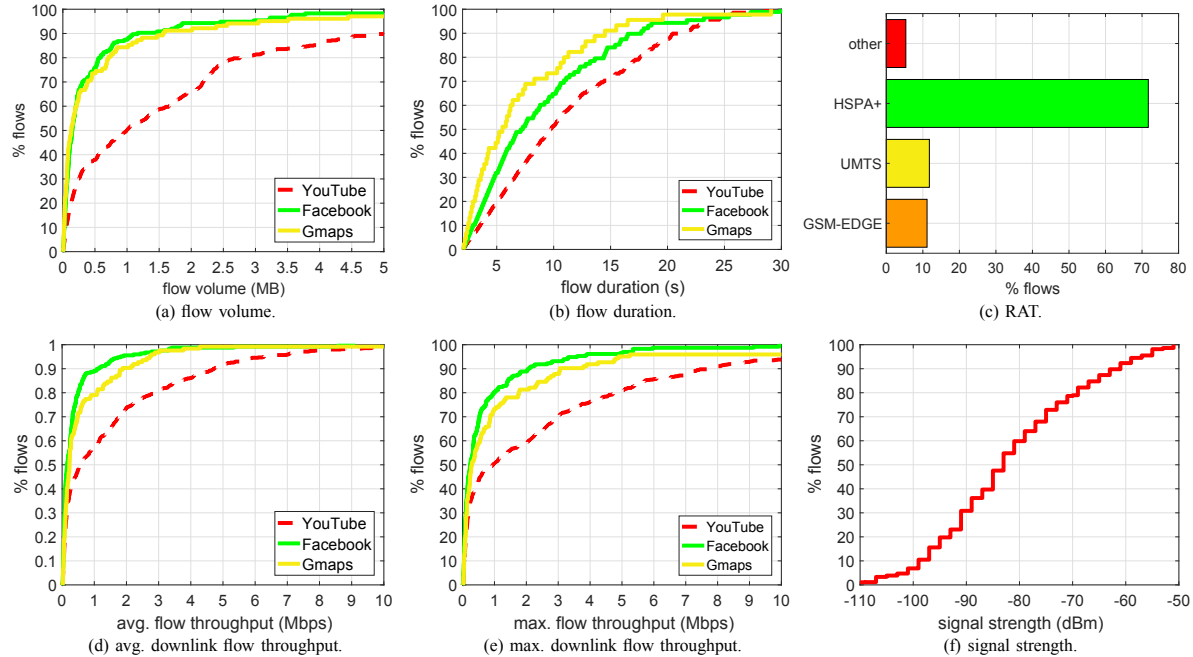 100
90
80
70
60
50
40
30
20
10
0
% flows
YouTube
Facebook
Gmaps
0 0.5 1 1.5 2 2.5 3 3.5 4 4.5 5
flow volume (MB)
(a) flow volume.
100
90
80
70
60
50
40
30
20
10
0
% flows
YouTube
Facebook
Gmaps
5 10 15 20 25 30
flow duration (s)
(b) flow duration.
other
HSPA+
UMTS
GSM-EDGE
0 10 20 30 40 50 60 70 80
% flows
(c) RAT.
1
0.9
0.8
0.7
0.6
0.5
0.4
0.3
0.2
0.1
0
% flows
YouTube
Facebook
Gmaps
0 1 2 3 4 5 6 7 8 9 10
avg. flow throughput (Mbps)
(d) avg. downlink flow throughput.
100
90
80
70
60
50
40
30
20
10
0
% flows
YouTube
Facebook
Gmaps
0 1 2 3 4 5 6 7 8 9 10
max. flow throughput (Mbps)
(e) max. downlink flow throughput.
100
90
80
70
60
50
40
30
20
10
0
% flows
-110 -100 -90 -80 -70 -60 -50
signal strength (dBm)
(f) signal strength.